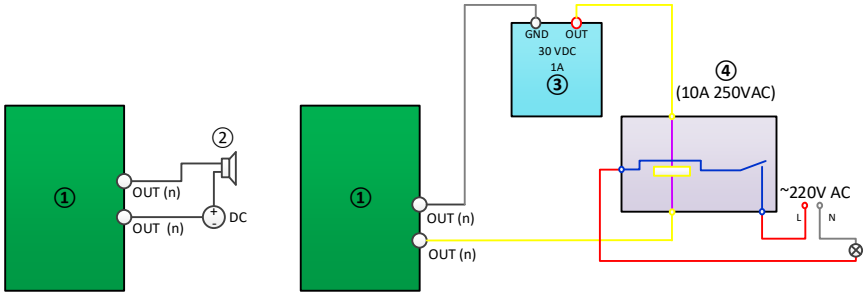 ①
②
OUT (n)
+
DC
OUT (n)
①
OUT (n)
OUT (n)
GND OUT
30 VDC
1A
③
④
(10A 250VAC)
~220V AC
L N